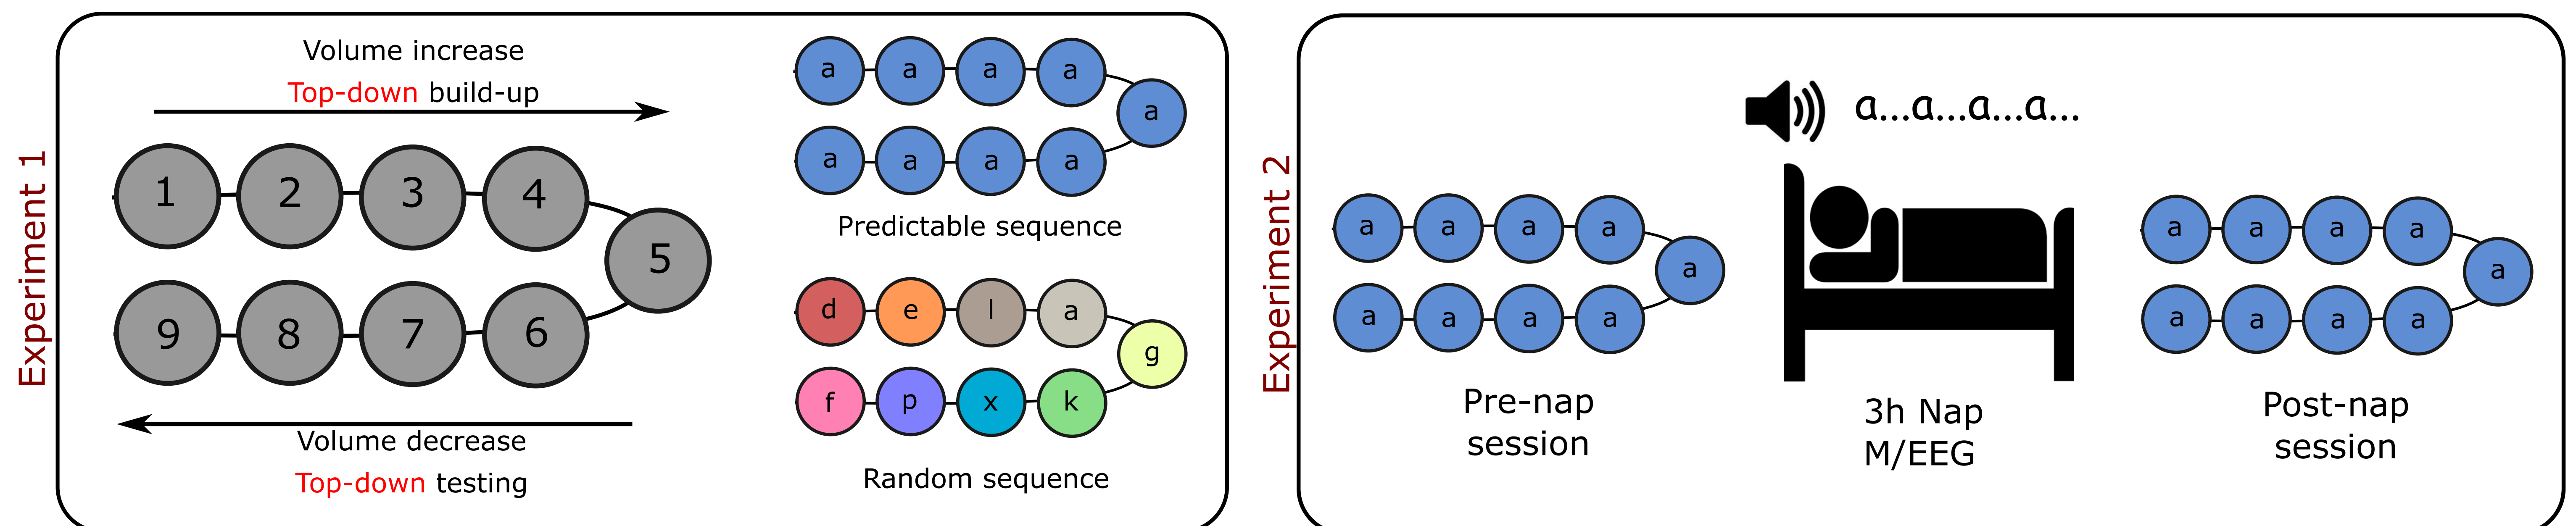 Experiment 1
Volume increase
Top-down build-up
1 2 3 4
5
9 8 7 6
Volume decrease
Top-down testing
a a a a
a
a a a a
Predictable sequence
d e l a
g
f p x k
Random sequence
Experiment 2
a a a a
a
a a a a
Pre-nap
session
a...a...a...a...
3h Nap
M/EEG
a a a a
a
a a a a
Post-nap
session